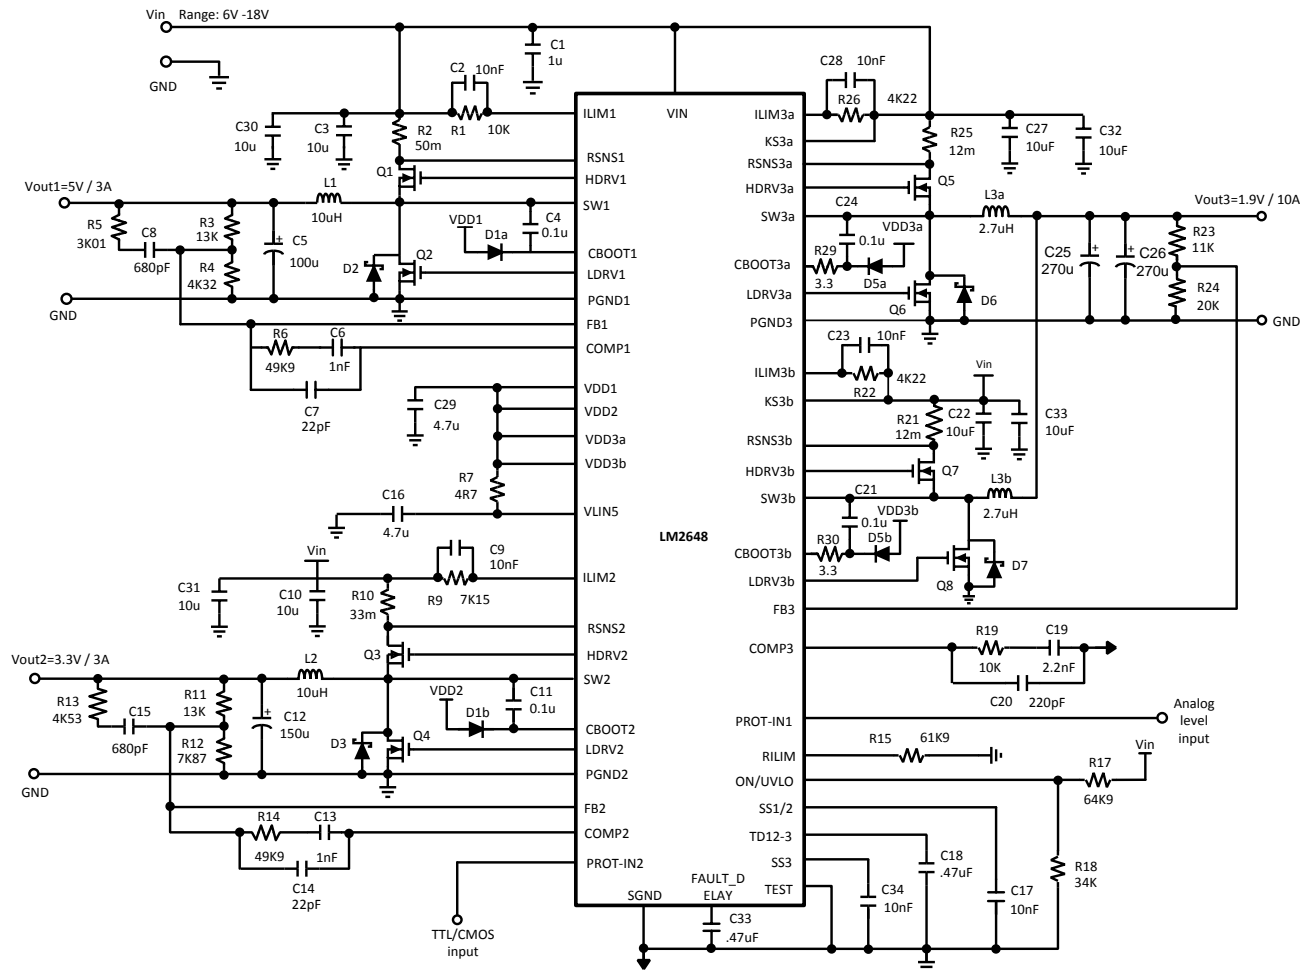 Vin Range: 6V -18V
GND
C1
1u
C2 10nF
R1 10K
C30
10u
C3
10u
R2
50m
Q1
Vout1=5V / 3A
L1
10uH
R5
3K01
C8
680pF
R3
13K
R4
4K32
C5
100u
+
VDD1
D1a
C4
0.1u
D2
Q2
GND
R6
49K9
C6
1nF
C7
22pF
C29
4.7u
R7
4R7
C16
4.7u
Vin
C9
10nF
R9 7K15
C31
10u
C10
10u
R10
33m
Q3
Vout2=3.3V / 3A
L2
10uH
R13
4K53
C15
680pF
R11
13K
R12
7K87
C12
150u
+
VDD2
D1b
C11
0.1u
D3
Q4
GND
R14
49K9
C13
1nF
C14
22pF
TTL/CMOS
input
ILIM1
RSNS1
HDRV1
SW1
CBOOT1
LDRV1
PGND1
FB1
COMP1
VDD1
VDD2
VDD3a
VDD3b
VLIN5
ILIM2
RSNS2
HDRV2
SW2
CBOOT2
LDRV2
PGND2
FB2
COMP2
PROT-IN2
VIN
LM2648
SGND
FAULT_D
ELAY
C33
.47uF
ILIM3a
KS3a
RSNS3a
HDRV3a
SW3a
CBOOT3a
LDRV3a
PGND3
ILIM3b
KS3b
RSNS3b
HDRV3b
SW3b
CBOOT3b
LDRV3b
FB3
COMP3
PROT-IN1
RILIM
ON/UVLO
SS1/2
TD12-3
SS3
TEST
C28 10nF
R26
4K22
R25
12m
C27
10uF
C32
10uF
Q5
C24
0.1u
VDD3a
R29
3.3
D5a
L3a
2.7uH
Vout3=1.9V / 10A
C25
270u
+
C26
270u
+
R23
11K
R24
20K
Q6
D6
GND
C23 10nF
R22
4K22
Vin
R21
12m
C22
10uF
C33
10uF
Q7
C21
0.1u
VDD3b
R30
3.3
D5b
L3b
2.7uH
Q8
D7
R19
10K
C19
2.2nF
C20 220pF
Analog
level
input
R15 61K9
Vin
R17
64K9
R18
34K
C18
.47uF
C34
10nF
C17
10nF